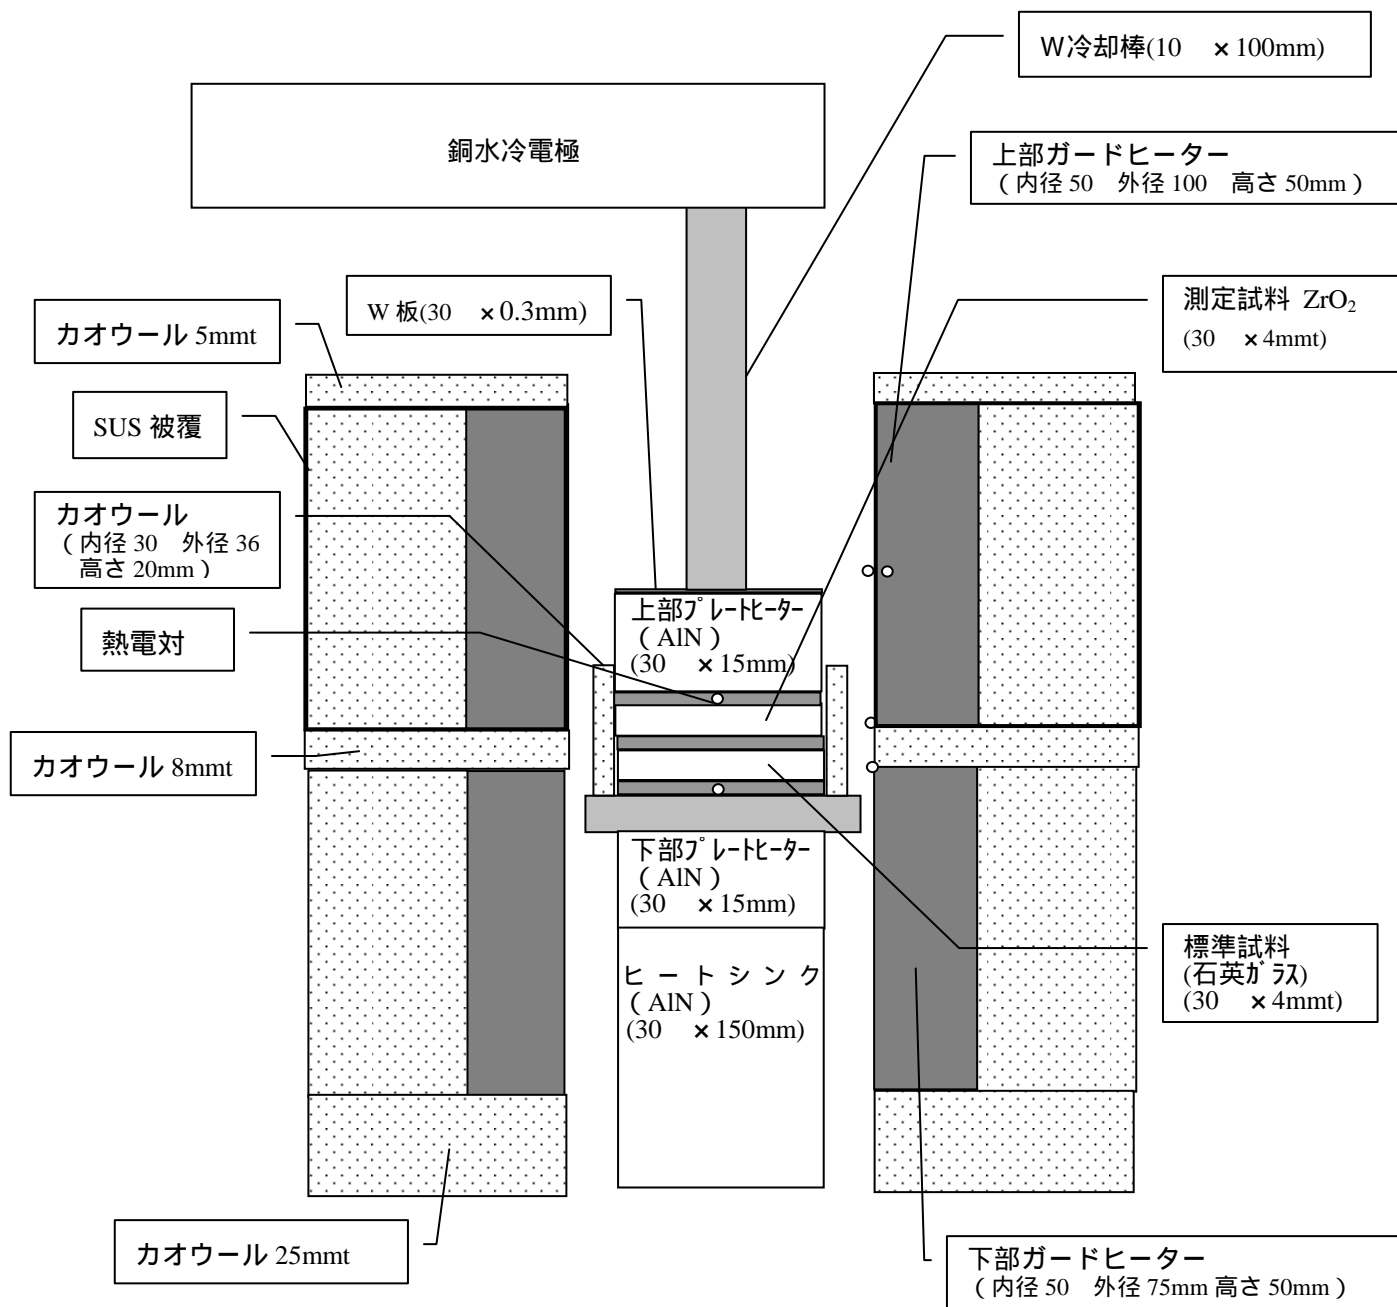 W冷却棒(10　×100mm)
銅水冷電極
上部ガードヒーター
（内径 50　外径 100　高さ 50mm）
W 板(30　×0.3mm)
測定試料 ZrO₂
(30　×4mmt)
カオウール 5mmt
SUS 被覆
カオウール
（内径 30　外径 36
高さ 20mm）
熱電対
上部ﾌﾟﾚｰﾄﾋｰﾀｰ
（AlN）
(30　×15mm)
カオウール 8mmt
下部ﾌﾟﾚｰﾄﾋｰﾀｰ
（AlN）
(30　×15mm)
ヒートシンク
（AlN）
(30　×150mm)
標準試料
(石英ｶﾞﾗｽ)
(30　×4mmt)
カオウール 25mmt
下部ガードヒーター
（内径 50　外径 75mm 高さ 50mm）